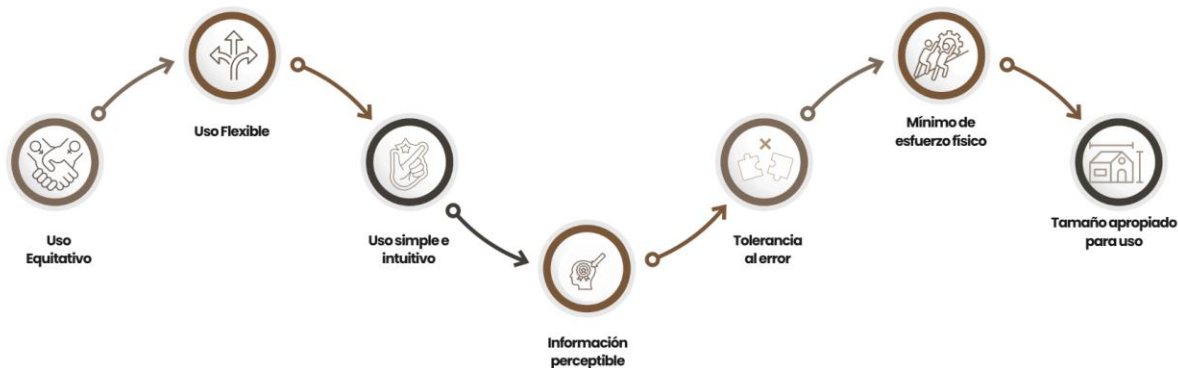 Uso
Equitativo
Uso Flexible
Uso simple e
intuitivo
Información
perceptible
Tolerancia
al error
Mínimo de
esfuerzo físico
Tamaño apropiado
para uso